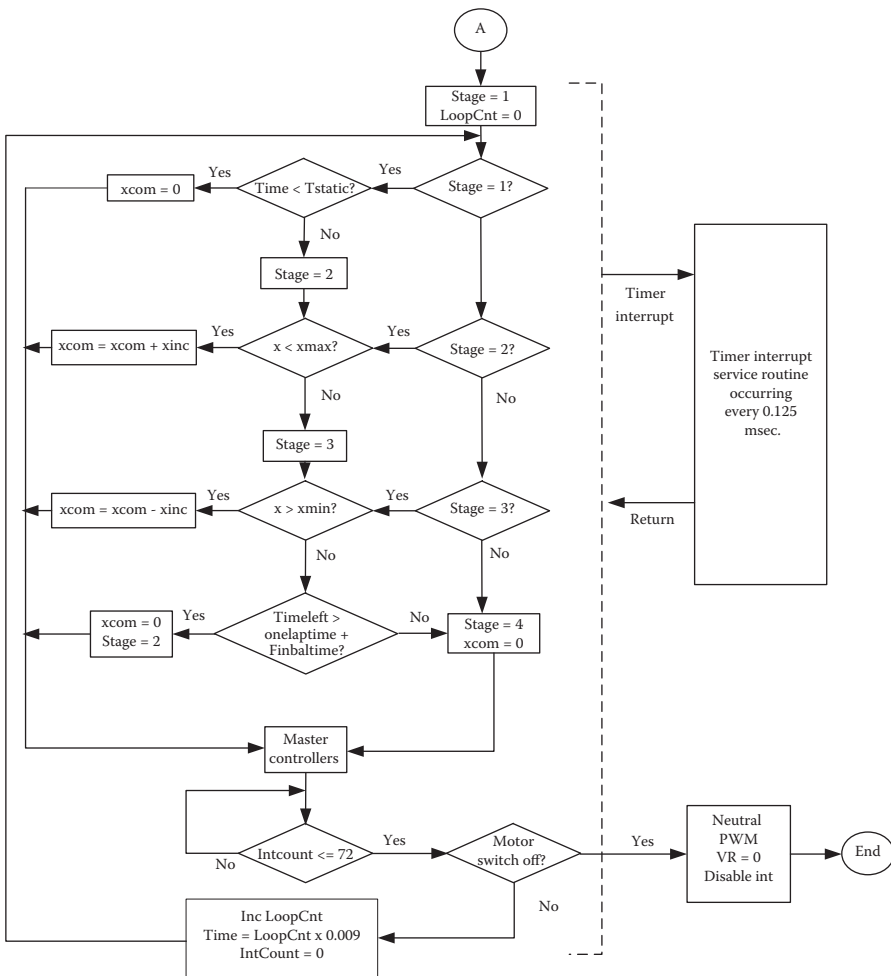 A
Stage = 1
LoopCnt = 0
Stage = 1?
Yes
Time < Tstatic?
Yes
xcom = 0
No
Stage = 2
Stage = 2?
Yes
x < xmax?
Yes
xcom = xcom + xinc
No
No
Stage = 3
Stage = 3?
Yes
x > xmin?
Yes
xcom = xcom - xinc
No
No
Timeleft >
onelaptime +
Finbaltime?
Yes
xcom = 0
Stage = 2
No
Stage = 4
xcom = 0
Master
controllers
Intcount <= 72
No
Yes
Motor
switch off?
Yes
No
Inc LoopCnt
Time = LoopCnt x 0.009
IntCount = 0
Timer
interrupt
Timer interrupt
service routine
occurring
every 0.125
msec.
Return
Neutral
PWM
VR = 0
Disable int
End